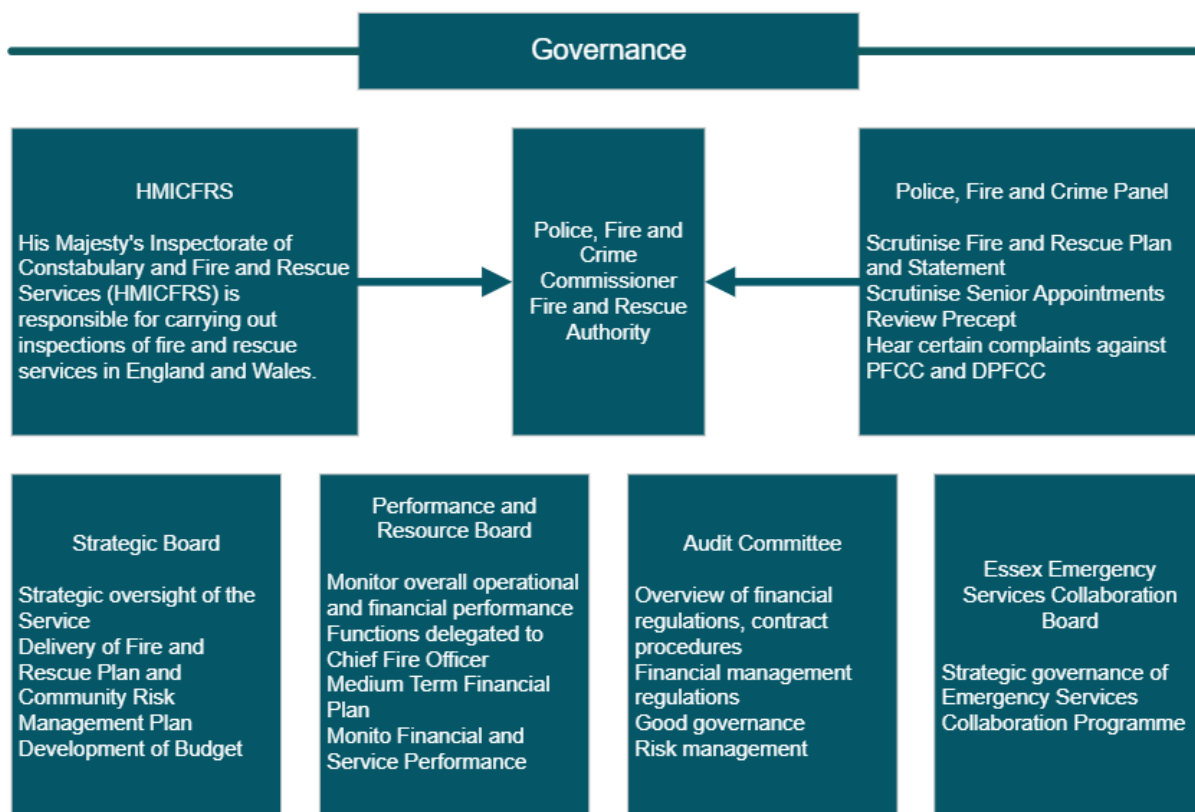 Governance
HMICFRS
His Majesty's Inspectorate of
Constabulary and Fire and Rescue
Services (HMICFRS) is
responsible for carrying out
inspections of fire and rescue
services in England and Wales.
Police, Fire and
Crime
Commissioner
Fire and Rescue
Authority
Police, Fire and Crime Panel
Scrutinise Fire and Rescue Plan
and Statement
Scrutinise Senior Appointments
Review Precept
Hear certain complaints against
PFCC and DPFCC
Strategic Board
Strategic oversight of the
Service
Delivery of Fire and
Rescue Plan and
Community Risk
Management Plan
Development of Budget
Performance and
Resource Board
Monitor overall operational
and financial performance
Functions delegated to
Chief Fire Officer
Medium Term Financial
Plan
Monito Financial and
Service Performance
Audit Committee
Overview of financial
regulations, contract
procedures
Financial management
regulations
Good governance
Risk management
Essex Emergency
Services Collaboration
Board
Strategic governance of
Emergency Services
Collaboration Programme